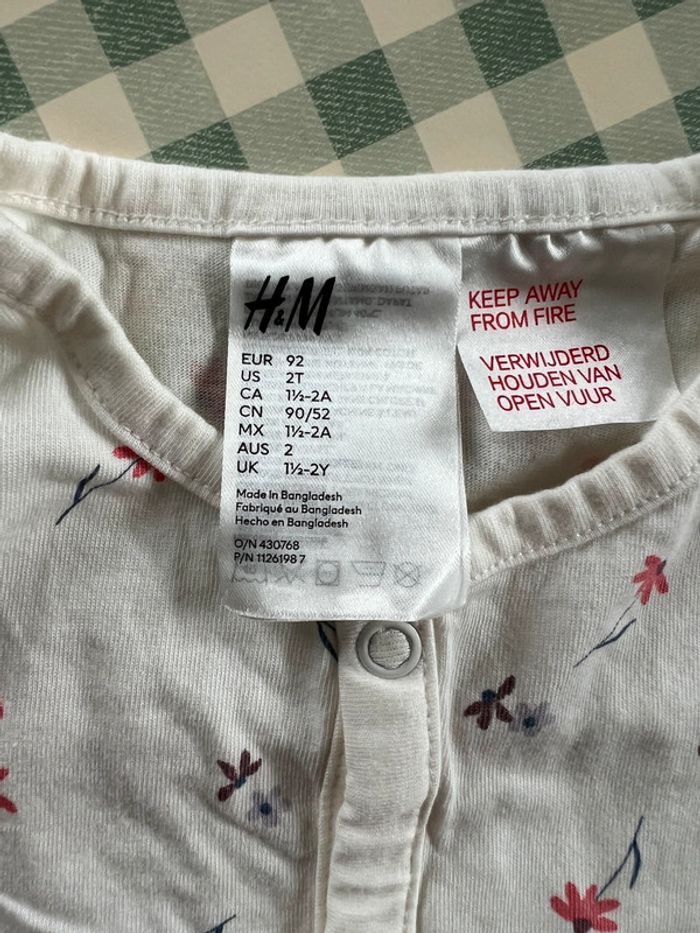 H&M
EUR 92
US 2T
CA 1½-2A
CN 90/52
MX 1½-2A
AUS 2
UK 1½-2Y
Made in Bangladesh
Fabriqué au Bangladesh
Hecho en Bangladesh
O/N 430768
P/N 1126198 7
KEEP AWAY
FROM FIRE
VERWIJDERD
HOUDEN VAN
OPEN VUUR